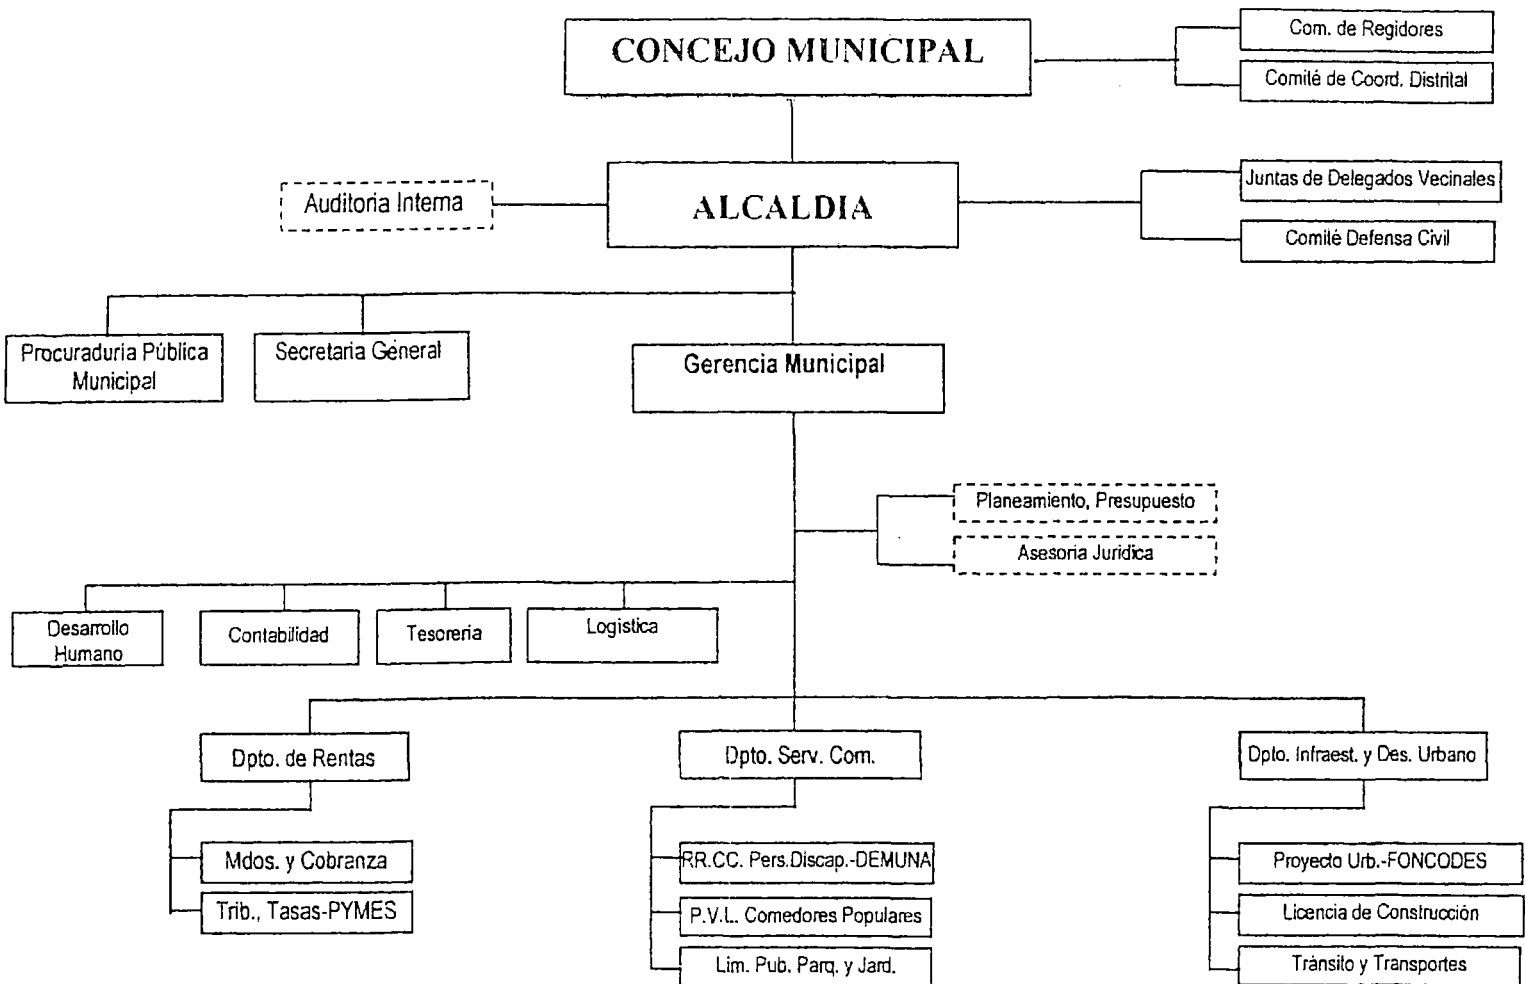 CONCEJO MUNICIPAL
Com. de Regidores
Comité de Coord. Distrital
Auditoria Interna
ALCALDIA
Juntas de Delegados Vecinales
Comité Defensa Civil
Procuraduria Pública
Municipal
Secretaria General
Gerencia Municipal
Planeamiento, Presupuesto
Asesoria Juridica
Desarrollo
Humano
Contabilidad
Tesoreria
Logistica
Dpto. de Rentas
Dpto. Serv. Com.
Dpto. Infraest. y Des. Urbano
Mdos. y Cobranza
Trib., Tasas-PYMES
RR.CC. Pers.Discap.-DEMUNA
P.V.L. Comedores Populares
Lim. Pub. Parq. y Jard.
Proyecto Urb.-FONCODES
Licencia de Construcción
Tránsito y Transportes